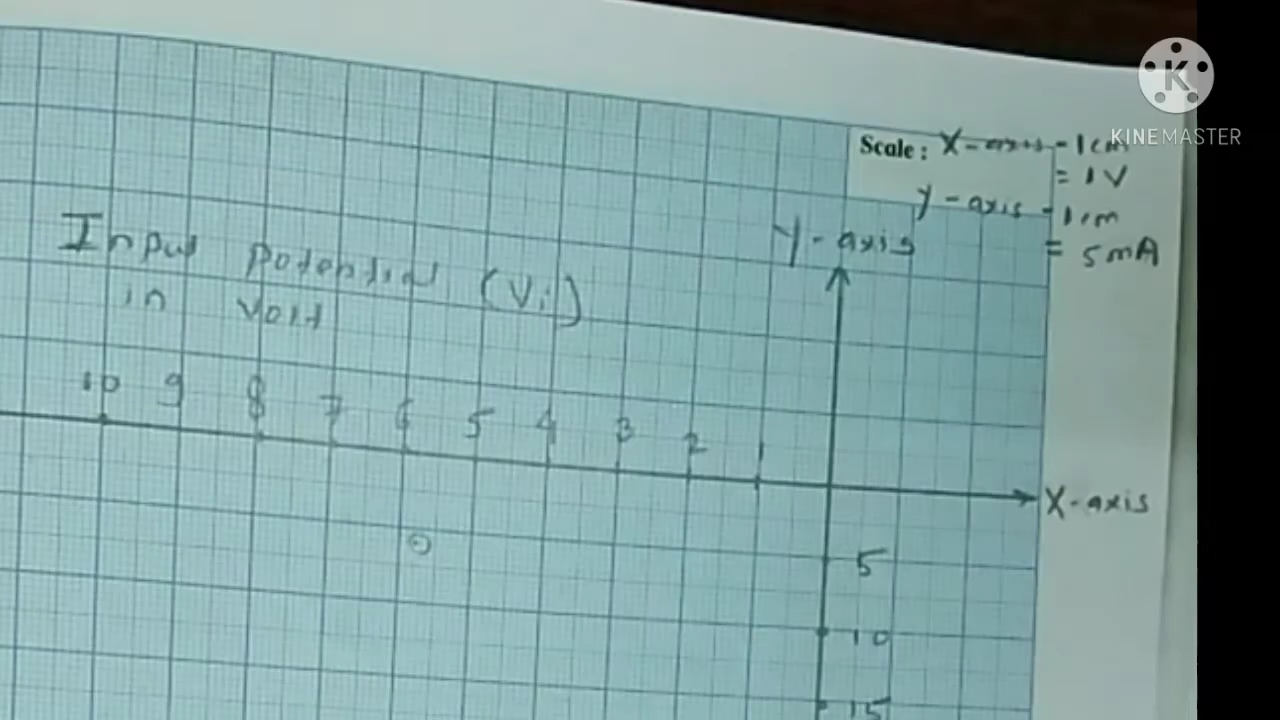 K
KINEMASTER
Scale: X-axis - 1cm
= 1V
Y-axis - 1cm
= 5mA
Y-axis
Input Potential (Vi)
in Volt
10 9 8 7 6 5 4 3 2 1
X-axis
5
10
15